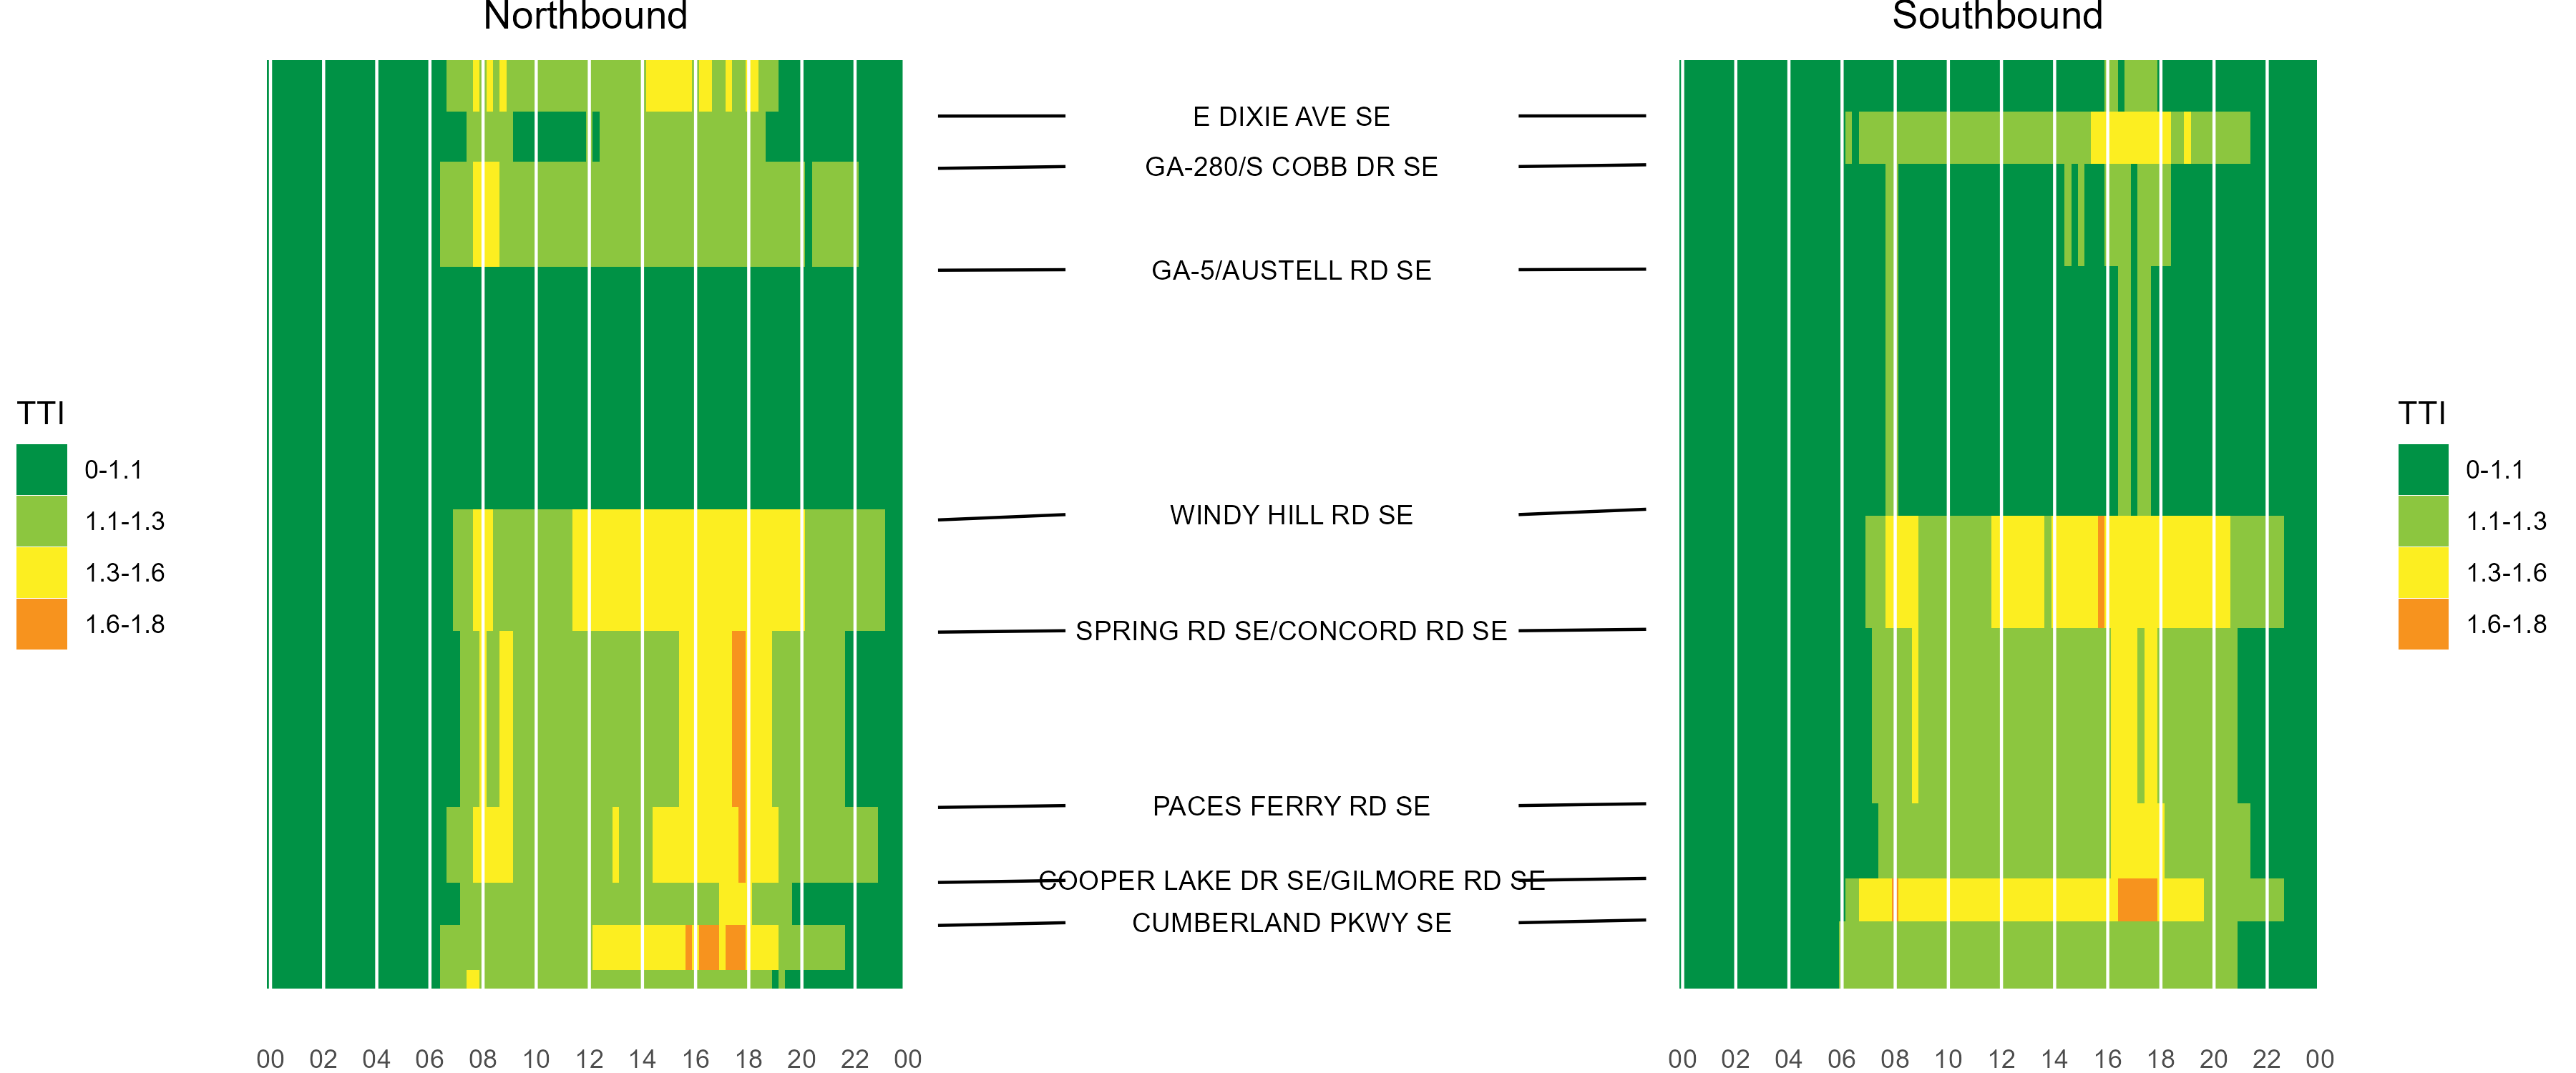 Northbound
Southbound
E DIXIE AVE SE
GA-280/S COBB DR SE
GA-5/AUSTELL RD SE
WINDY HILL RD SE
SPRING RD SE/CONCORD RD SE
PACES FERRY RD SE
COOPER LAKE DR SE/GILMORE RD SE
CUMBERLAND PKWY SE
TTI
0-1.1
1.1-1.3
1.3-1.6
1.6-1.8
TTI
0-1.1
1.1-1.3
1.3-1.6
1.6-1.8
00 02 04 06 08 10 12 14 16 18 20 22 00
00 02 04 06 08 10 12 14 16 18 20 22 00